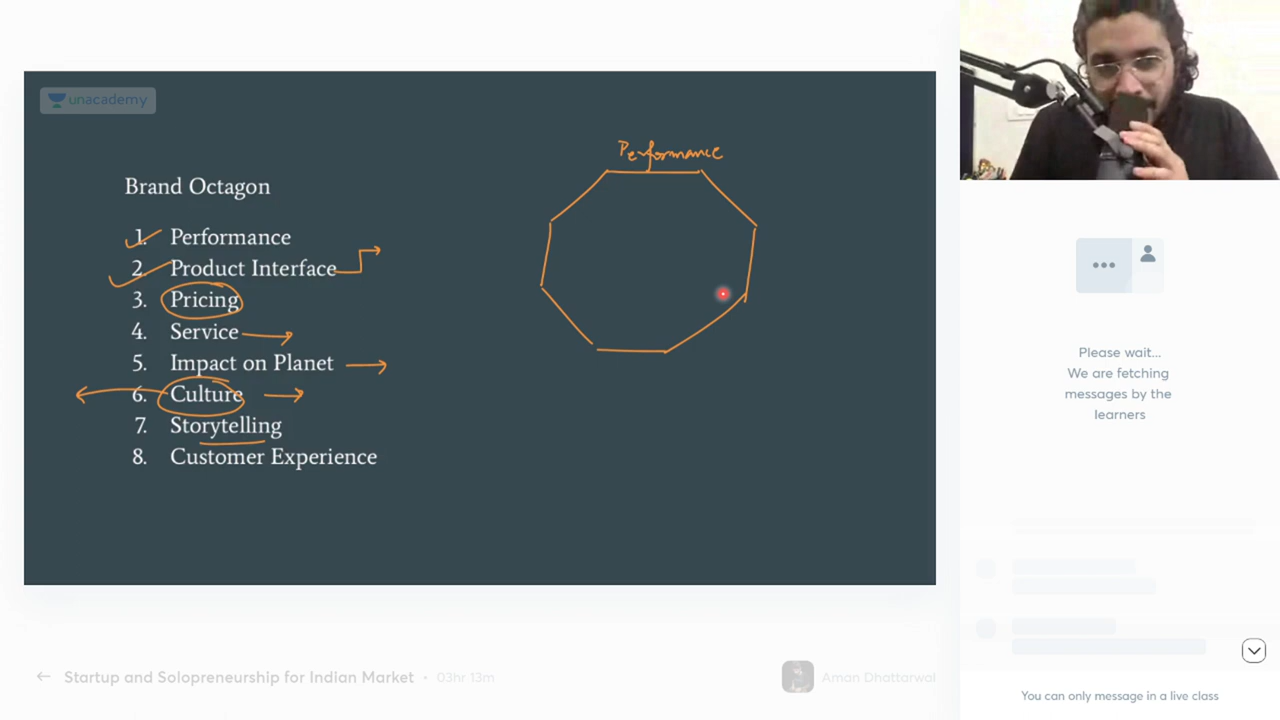 unacademy
Performance
Brand Octagon
1. Performance
2. Product Interface
3. Pricing
4. Service
5. Impact on Planet
6. Culture
7. Storytelling
8. Customer Experience
Please wait...
We are fetching
messages by the
learners
Startup and Solopreneurship for Indian Market • 03hr 13m
Aman Dhattarwal
You can only message in a live class